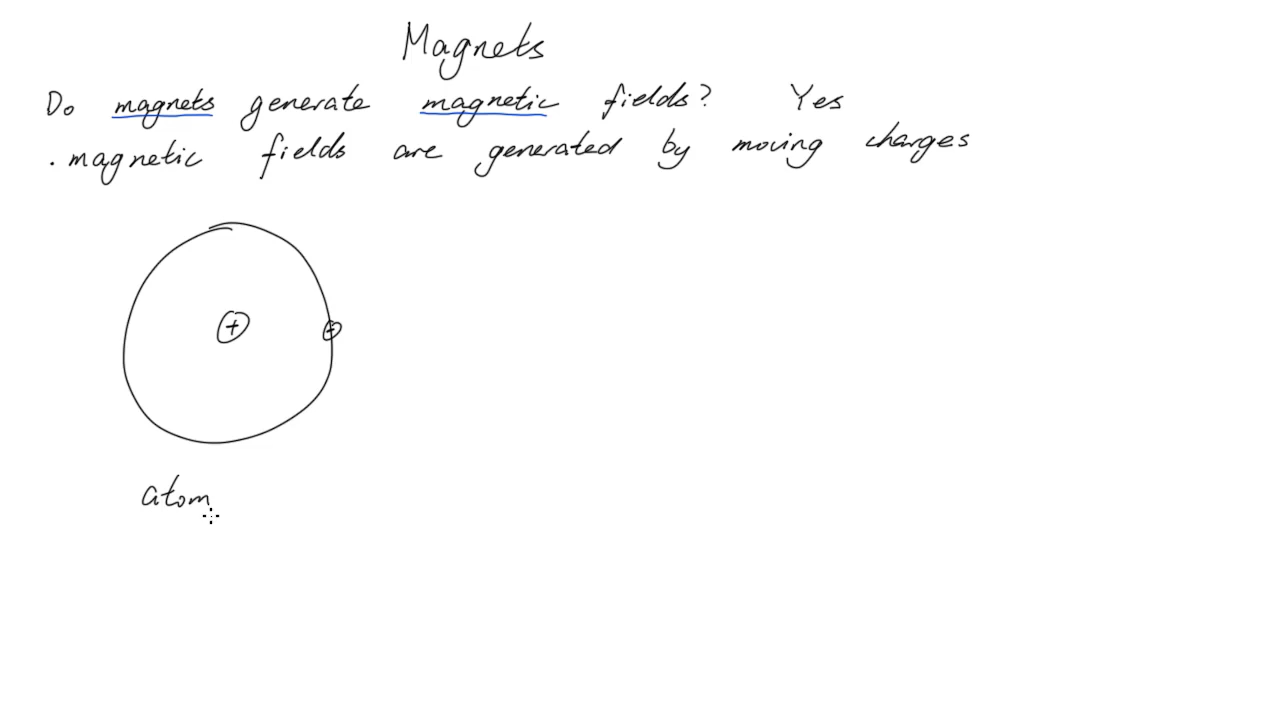 Magnets
Do magnets generate magnetic fields? Yes
. magnetic fields are generated by moving charges
+
atom